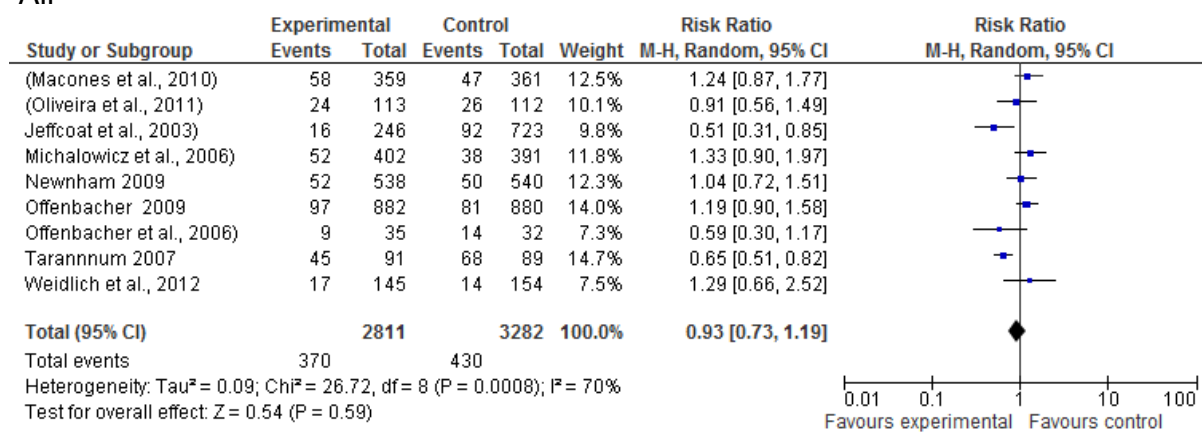 All
Experimental Control Risk Ratio Risk Ratio
Study or Subgroup Events Total Events Total Weight M-H, Random, 95% CI M-H, Random, 95% CI
(Macones et al., 2010) 58 359 47 361 12.5% 1.24 [0.87, 1.77]
(Oliveira et al., 2011) 24 113 26 112 10.1% 0.91 [0.56, 1.49]
Jeffcoat et al., 2003) 16 246 92 723 9.8% 0.51 [0.31, 0.85]
Michalowicz et al., 2006) 52 402 38 391 11.8% 1.33 [0.90, 1.97]
Newnham 2009 52 538 50 540 12.3% 1.04 [0.72, 1.51]
Offenbacher 2009 97 882 81 880 14.0% 1.19 [0.90, 1.58]
Offenbacher et al., 2006) 9 35 14 32 7.3% 0.59 [0.30, 1.17]
Tarannnum 2007 45 91 68 89 14.7% 0.65 [0.51, 0.82]
Weidlich et al., 2012 17 145 14 154 7.5% 1.29 [0.66, 2.52]
Total (95% CI) 2811 3282 100.0% 0.93 [0.73, 1.19]
Total events 370 430
Heterogeneity: Tau² = 0.09; Chi² = 26.72, df = 8 (P = 0.0008); I² = 70%
Test for overall effect: Z = 0.54 (P = 0.59)
0.01 0.1 1 10 100
Favours experimental Favours control